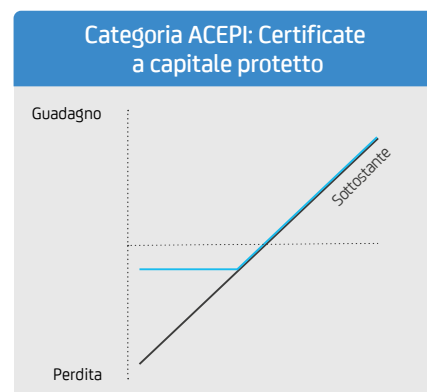 Categoria ACEPI: Certificate
a capitale protetto
Guadagno
Sottostante
Perdita